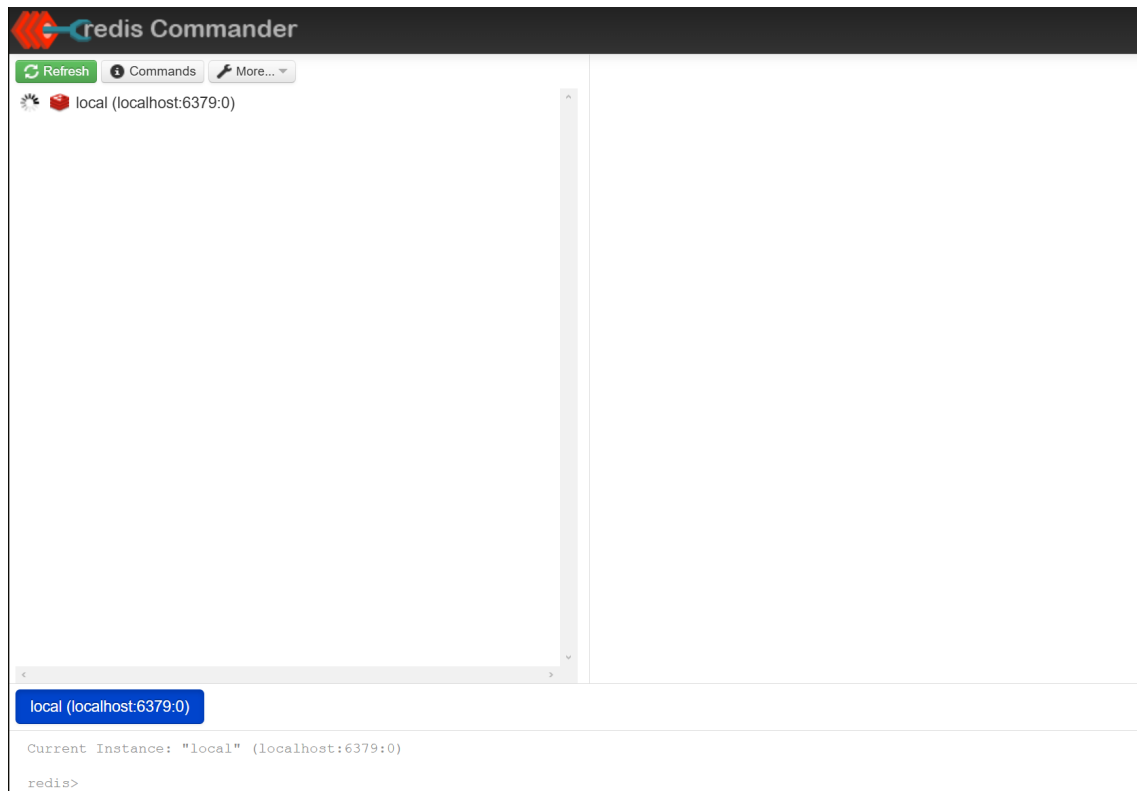 redis Commander
Refresh Commands More...
local (localhost:6379:0)
local (localhost:6379:0)
Current Instance: "local" (localhost:6379:0)
redis>